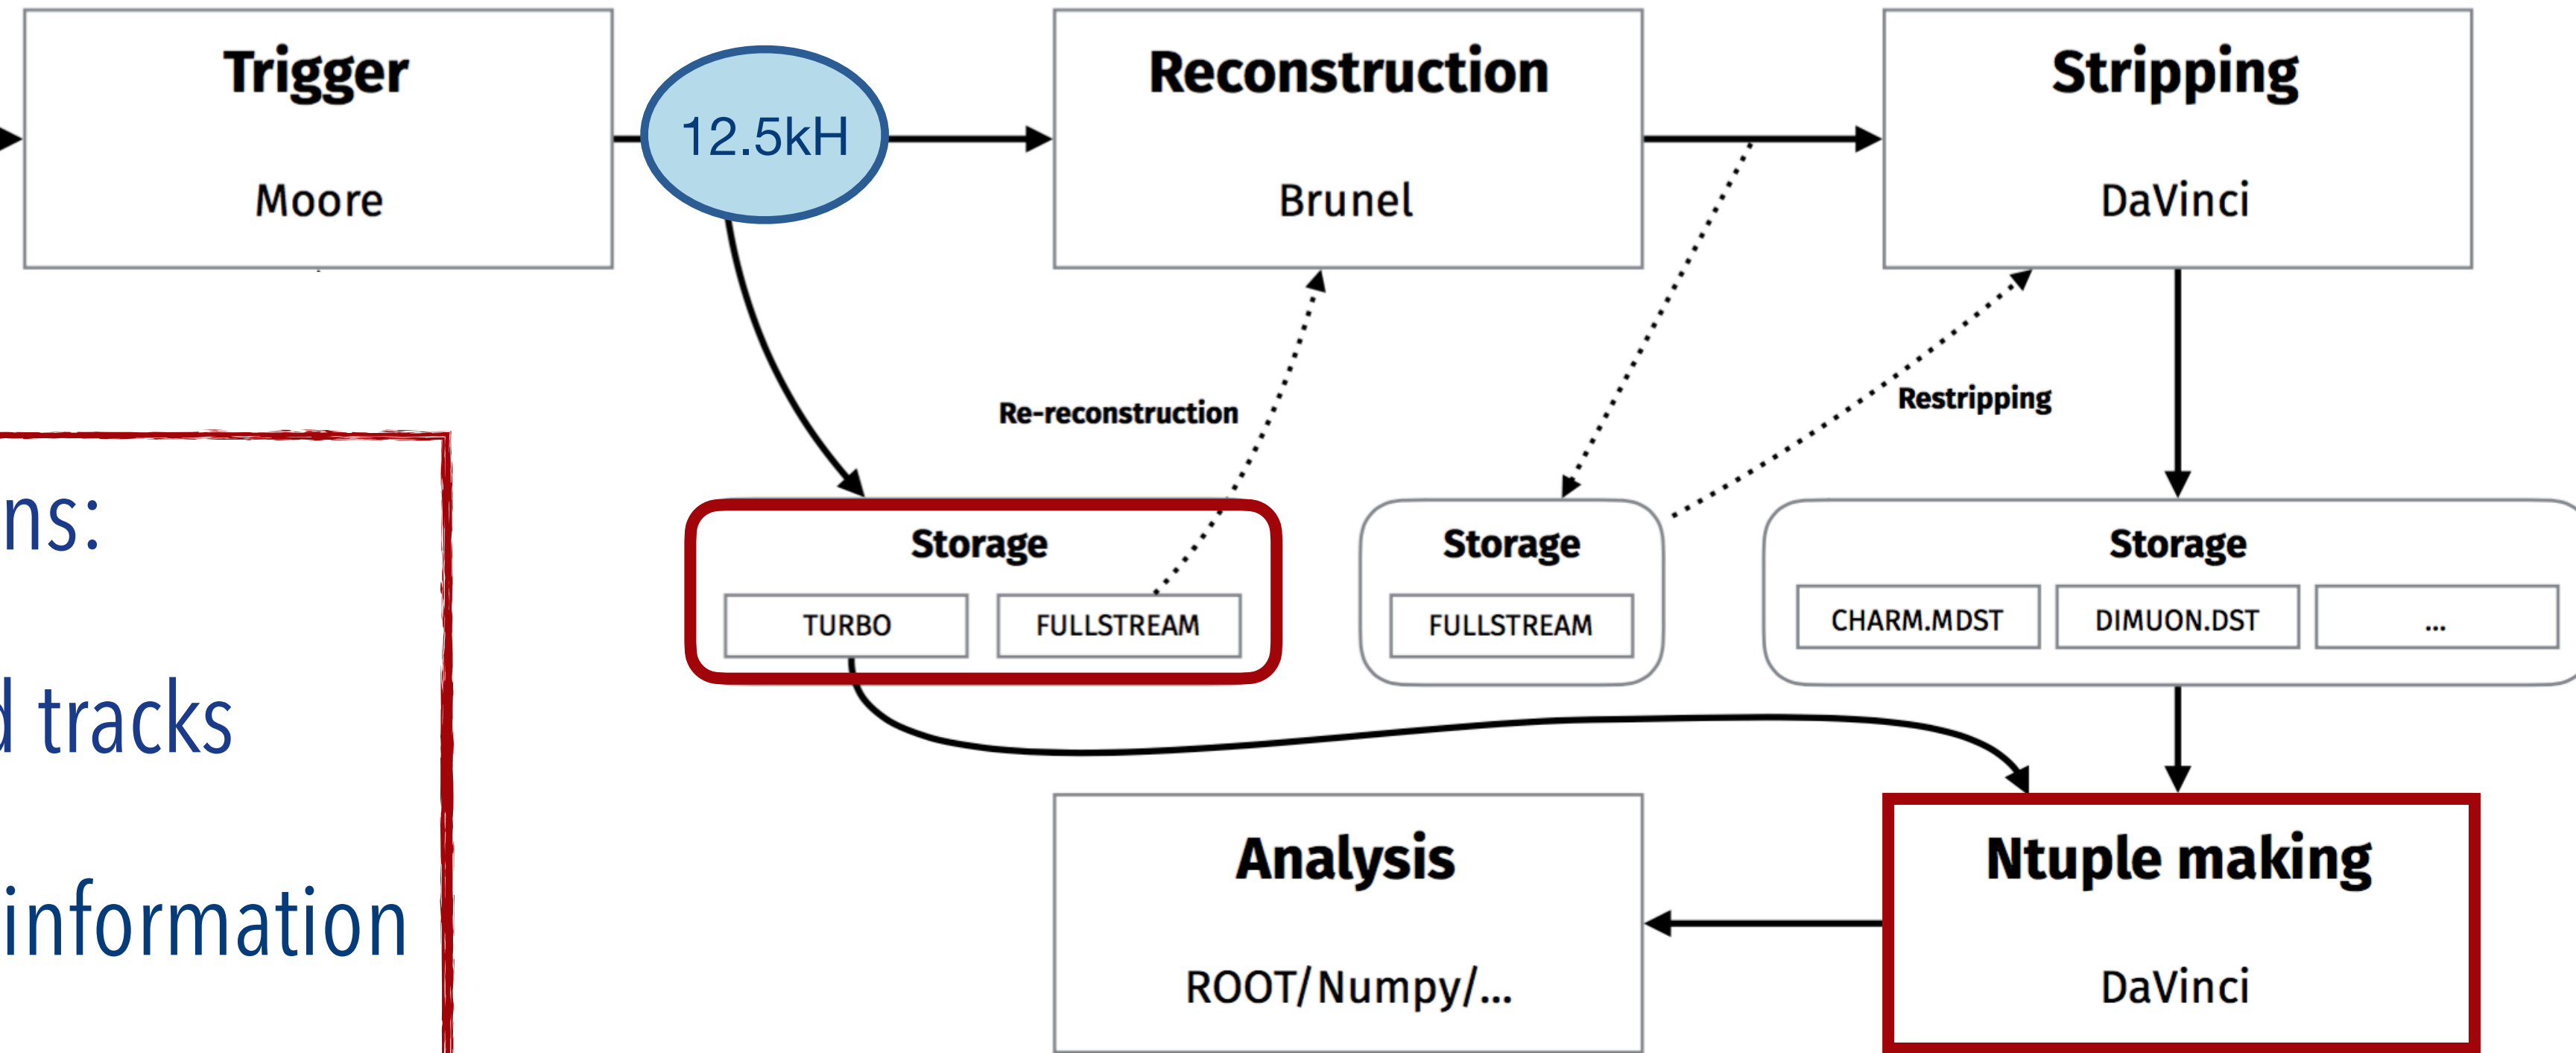 Trigger
Moore
12.5kH
Reconstruction
Brunel
Stripping
DaVinci
Re-reconstruction
Restripping
ns:
d tracks
information
Storage
TURBO
FULLSTREAM
Storage
FULLSTREAM
Storage
CHARM.MDST
DIMUON.DST
...
Analysis
ROOT/Numpy/...
Ntuple making
DaVinci